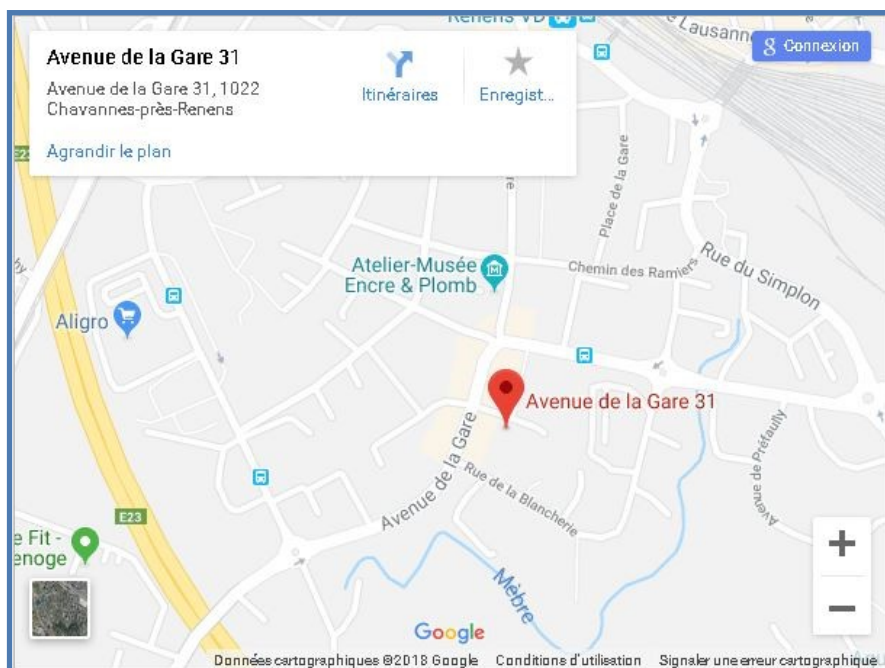 Renens VD
Lausanne
Avenue de la Gare 31
Avenue de la Gare 31, 1022
Chavannes-près-Renens
Itinéraires
Enregist...
Agrandir le plan
g Connexion
Place de la Gare
Atelier-Musée
Encre & Plomb
Chemin des Ramiers
Rue du Simplon
Aligro
Avenue de la Gare 31
Avenue de la Gare
Rue de la Blancherie
Avenue de Préfaully
E23
e Fit -
enoge
Mèbre
+
−
Google
Données cartographiques ©2018 Google Conditions d'utilisation Signaler une erreur cartographique